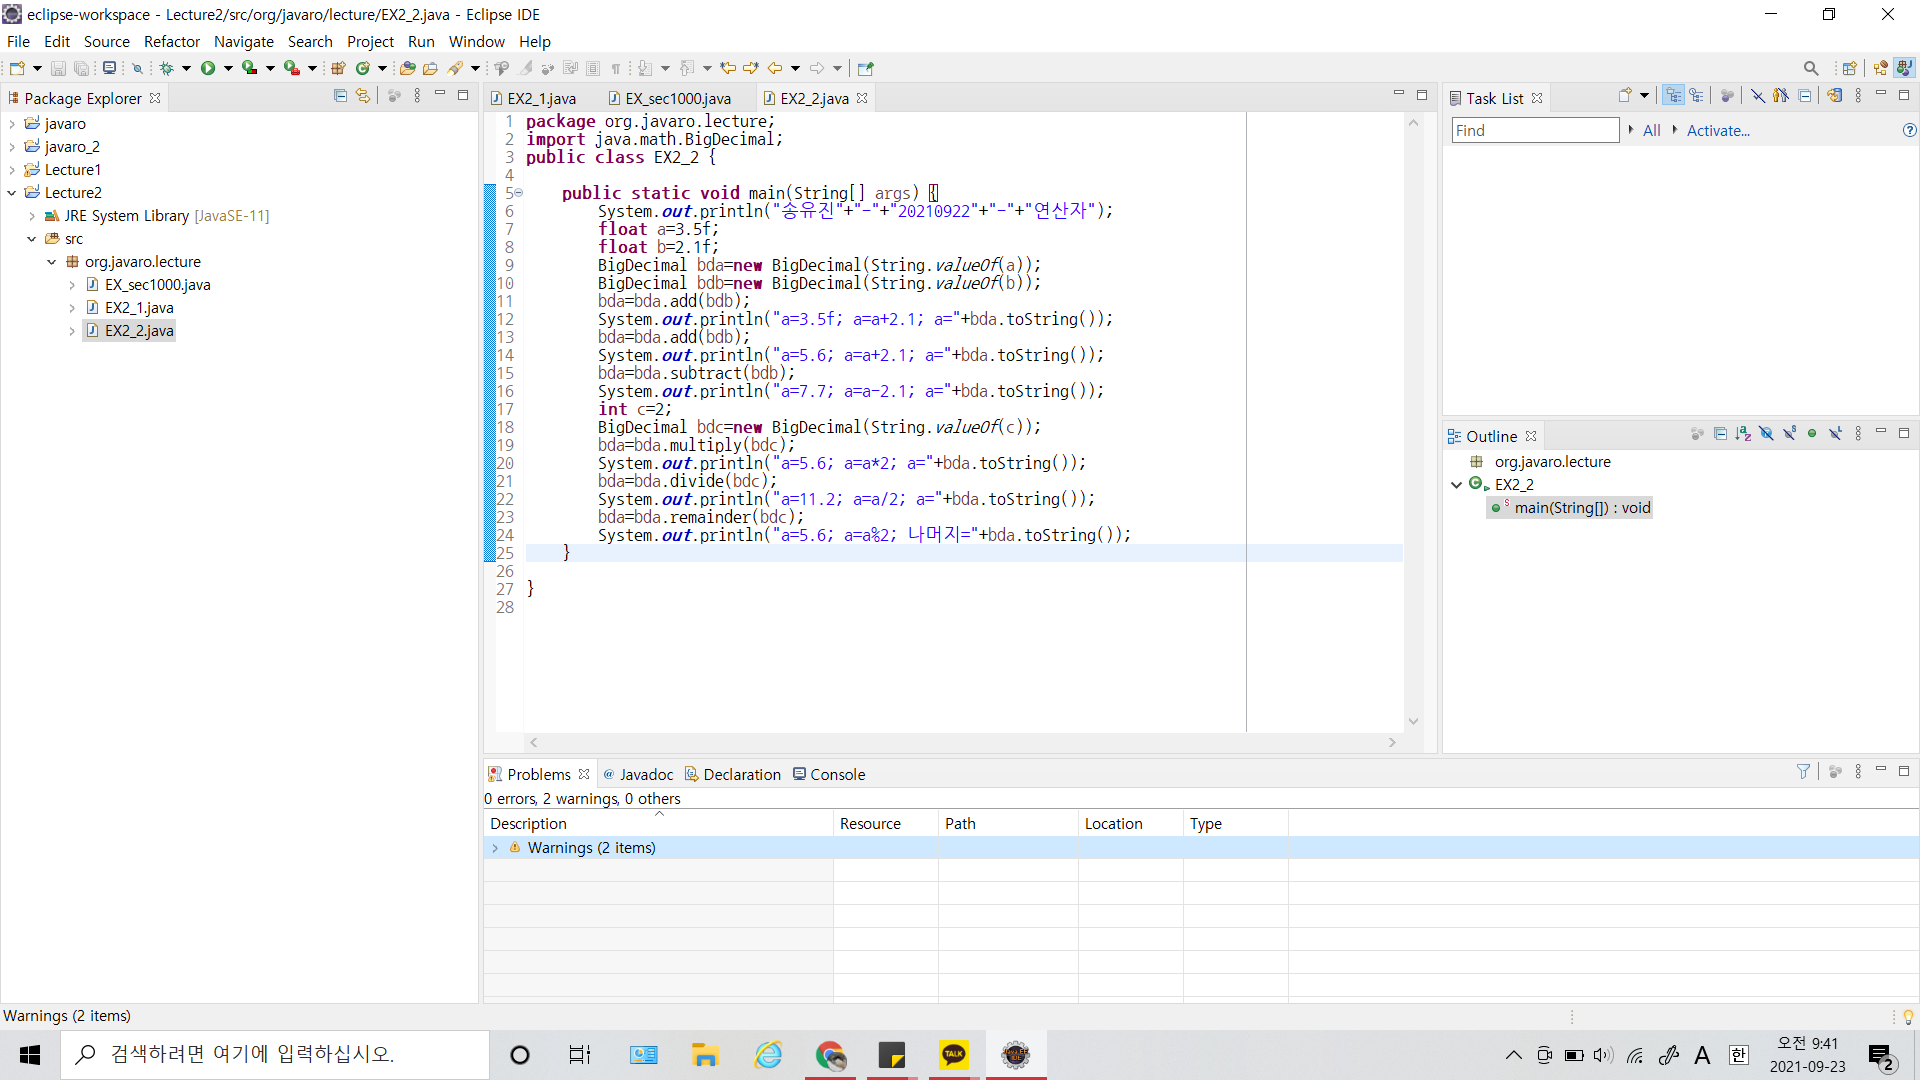 eclipse-workspace - Lecture2/src/org/javaro/lecture/EX2_2.java - Eclipse IDE
File Edit Source Refactor Navigate Search Project Run Window Help
Package Explorer
javaro
javaro_2
Lecture1
Lecture2
JRE System Library [JavaSE-11]
src
org.javaro.lecture
EX_sec1000.java
EX2_1.java
EX2_2.java
EX2_1.java EX_sec1000.java EX2_2.java
1 package org.javaro.lecture;
2 import java.math.BigDecimal;
3 public class EX2_2 {
4
5 public static void main(String[] args) {
6 System.out.println("송유진"+"-"+"20210922"+"-"+"연산자");
7 float a=3.5f;
8 float b=2.1f;
9 BigDecimal bda=new BigDecimal(String.valueOf(a));
10 BigDecimal bdb=new BigDecimal(String.valueOf(b));
11 bda=bda.add(bdb);
12 System.out.println("a=3.5f; a=a+2.1; a="+bda.toString());
13 bda=bda.add(bdb);
14 System.out.println("a=5.6; a=a+2.1; a="+bda.toString());
15 bda=bda.subtract(bdb);
16 System.out.println("a=7.7; a=a-2.1; a="+bda.toString());
17 int c=2;
18 BigDecimal bdc=new BigDecimal(String.valueOf(c));
19 bda=bda.multiply(bdc);
20 System.out.println("a=5.6; a=a*2; a="+bda.toString());
21 bda=bda.divide(bdc);
22 System.out.println("a=11.2; a=a/2; a="+bda.toString());
23 bda=bda.remainder(bdc);
24 System.out.println("a=5.6; a=a%2; 나머지="+bda.toString());
25 }
26
27 }
28
Task List
Find All Activate...
Outline
org.javaro.lecture
EX2_2
main(String[]) : void
Problems Javadoc Declaration Console
0 errors, 2 warnings, 0 others
Description Resource Path Location Type
Warnings (2 items)
Warnings (2 items)
검색하려면 여기에 입력하십시오.
TALK
A 한
오전 9:41
2021-09-23
2